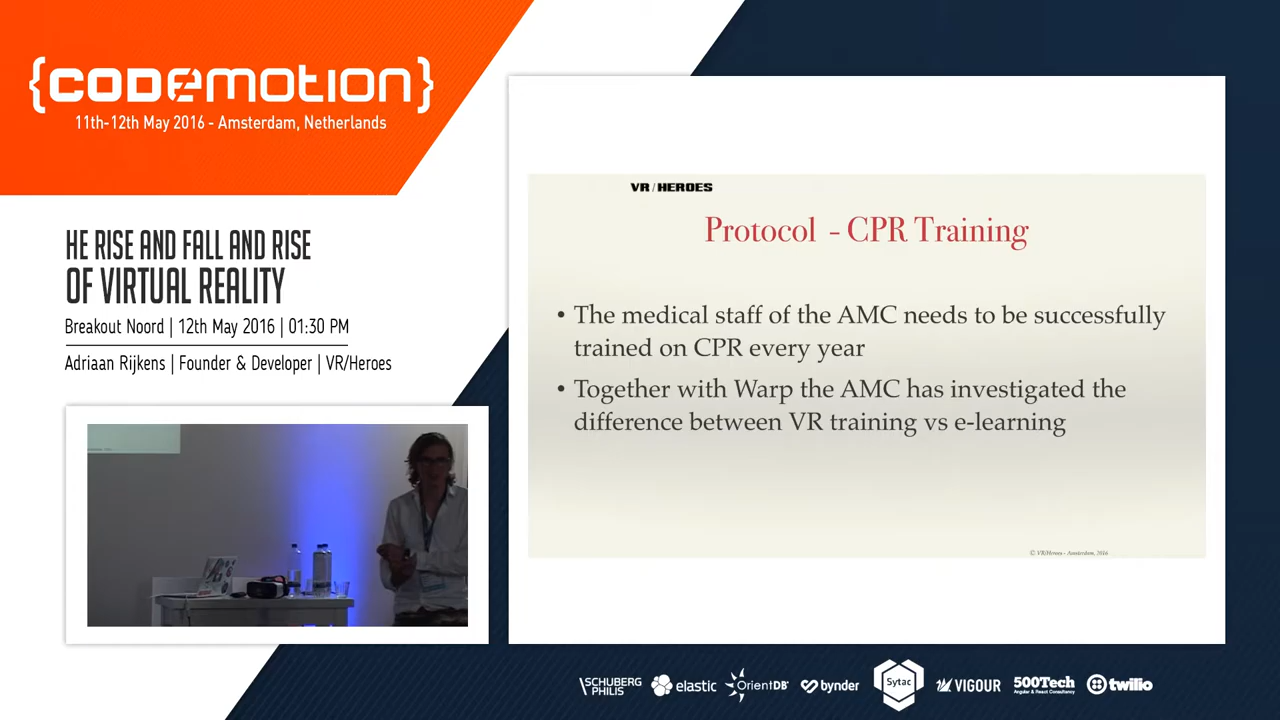 {CODEMOTION}
11th-12th May 2016 - Amsterdam, Netherlands
HE RISE AND FALL AND RISE
OF VIRTUAL REALITY
Breakout Noord | 12th May 2016 | 01:30 PM
Adriaan Rijkens | Founder & Developer | VR/Heroes
VR/HEROES
Protocol - CPR Training
• The medical staff of the AMC needs to be successfully
trained on CPR every year
• Together with Warp the AMC has investigated the
difference between VR training vs e-learning
© VR/Heroes - Amsterdam, 2016
SCHUBERG
PHILIS
elastic
OrientDB
bynder
Sytac
VIGOUR
500Tech
Angular & React Consultancy
twilio